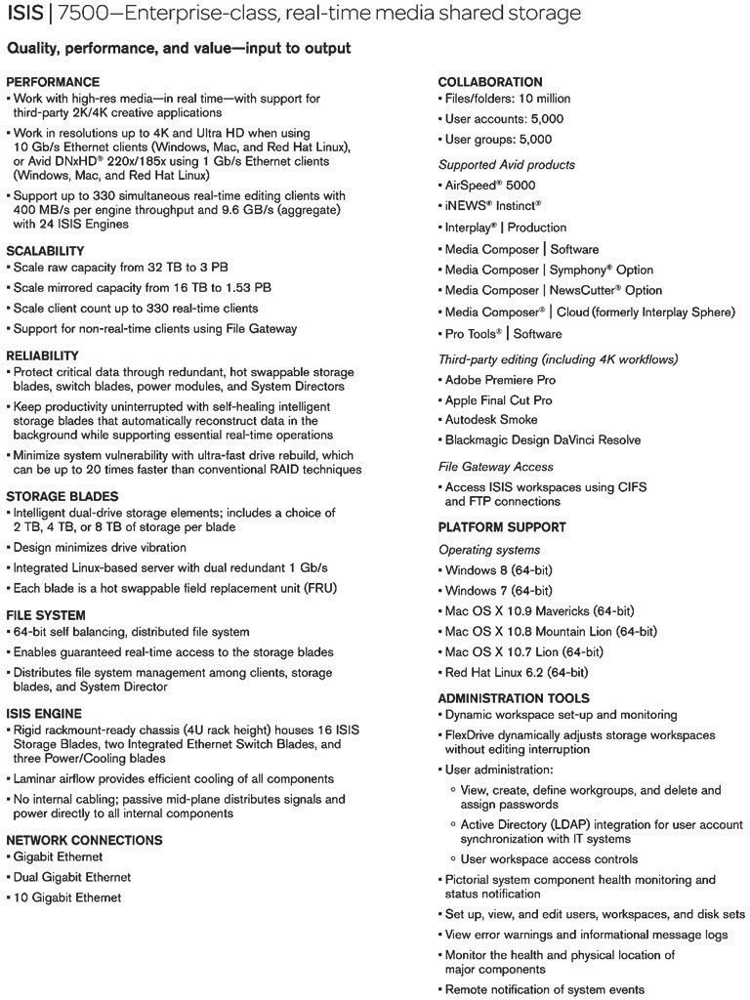 ISIS | 7500—Enterprise-class, real-time media shared storage
Quality, performance, and value—input to output
PERFORMANCE
▪ Work with high-res media—in real time—with support for
third-party 2K/4K creative applications
▪ Work in resolutions up to 4K and Ultra HD when using
10 Gb/s Ethernet clients (Windows, Mac, and Red Hat Linux),
or Avid DNxHD® 220x/185x using 1 Gb/s Ethernet clients
(Windows, Mac, and Red Hat Linux)
▪ Support up to 330 simultaneous real-time editing clients with
400 MB/s per engine throughput and 9.6 GB/s (aggregate)
with 24 ISIS Engines
SCALABILITY
▪ Scale raw capacity from 32 TB to 3 PB
▪ Scale mirrored capacity from 16 TB to 1.53 PB
▪ Scale client count up to 330 real-time clients
▪ Support for non-real-time clients using File Gateway
RELIABILITY
▪ Protect critical data through redundant, hot swappable storage
blades, switch blades, power modules, and System Directors
▪ Keep productivity uninterrupted with self-healing intelligent
storage blades that automatically reconstruct data in the
background while supporting essential real-time operations
▪ Minimize system vulnerability with ultra-fast drive rebuild, which
can be up to 20 times faster than conventional RAID techniques
STORAGE BLADES
▪ Intelligent dual-drive storage elements; includes a choice of
2 TB, 4 TB, or 8 TB of storage per blade
▪ Design minimizes drive vibration
▪ Integrated Linux-based server with dual redundant 1 Gb/s
▪ Each blade is a hot swappable field replacement unit (FRU)
FILE SYSTEM
▪ 64-bit self balancing, distributed file system
▪ Enables guaranteed real-time access to the storage blades
▪ Distributes file system management among clients, storage
blades, and System Director
ISIS ENGINE
▪ Rigid rackmount-ready chassis (4U rack height) houses 16 ISIS
Storage Blades, two Integrated Ethernet Switch Blades, and
three Power/Cooling blades
▪ Laminar airflow provides efficient cooling of all components
▪ No internal cabling; passive mid-plane distributes signals and
power directly to all internal components
NETWORK CONNECTIONS
▪ Gigabit Ethernet
▪ Dual Gigabit Ethernet
▪ 10 Gigabit Ethernet
COLLABORATION
▪ Files/folders: 10 million
▪ User accounts: 5,000
▪ User groups: 5,000
Supported Avid products
▪ AirSpeed® 5000
▪ iNEWS® Instinct®
▪ Interplay® | Production
▪ Media Composer | Software
▪ Media Composer | Symphony® Option
▪ Media Composer | NewsCutter® Option
▪ Media Composer® | Cloud (formerly Interplay Sphere)
▪ Pro Tools® | Software
Third-party editing (including 4K workflows)
▪ Adobe Premiere Pro
▪ Apple Final Cut Pro
▪ Autodesk Smoke
▪ Blackmagic Design DaVinci Resolve
File Gateway Access
▪ Access ISIS workspaces using CIFS
and FTP connections
PLATFORM SUPPORT
Operating systems
▪ Windows 8 (64-bit)
▪ Windows 7 (64-bit)
▪ Mac OS X 10.9 Mavericks (64-bit)
▪ Mac OS X 10.8 Mountain Lion (64-bit)
▪ Mac OS X 10.7 Lion (64-bit)
▪ Red Hat Linux 6.2 (64-bit)
ADMINISTRATION TOOLS
▪ Dynamic workspace set-up and monitoring
▪ FlexDrive dynamically adjusts storage workspaces
without editing interruption
▪ User administration:
○ View, create, define workgroups, and delete and
assign passwords
○ Active Directory (LDAP) integration for user account
synchronization with IT systems
○ User workspace access controls
▪ Pictorial system component health monitoring and
status notification
▪ Set up, view, and edit users, workspaces, and disk sets
▪ View error warnings and informational message logs
▪ Monitor the health and physical location of
major components
▪ Remote notification of system events